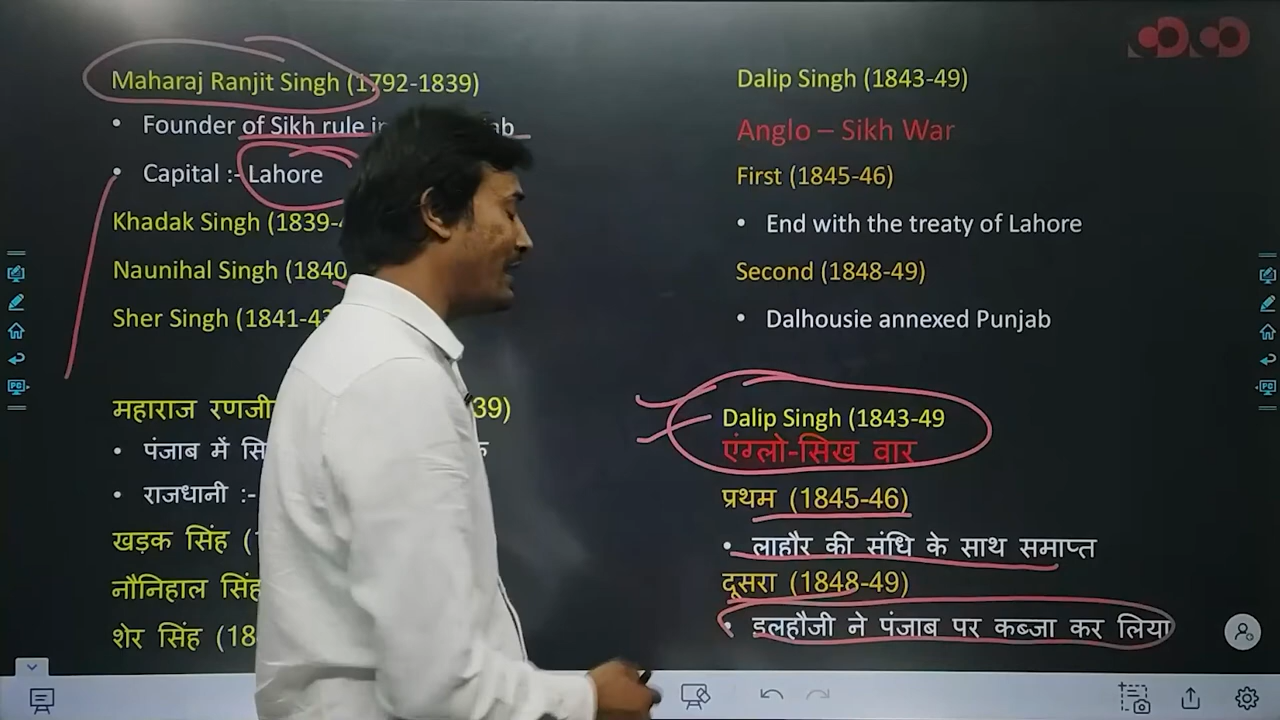 Maharaj Ranjit Singh (1792-1839)
Founder of Sikh rule in
Capital :- Lahore
Khadak Singh (1839-
Naunihal Singh (1840
Sher Singh (1841-43
महाराज रणजी 39)
पंजाब में सि
राजधानी :-
खड़क सिंह (
नौनिहाल सिंह
शेर सिंह (18
Dalip Singh (1843-49)
Anglo – Sikh War
First (1845-46)
End with the treaty of Lahore
Second (1848-49)
Dalhousie annexed Punjab
Dalip Singh (1843-49
एंग्लो-सिख वार
प्रथम (1845-46)
लाहौर की संधि के साथ समाप्त
दूसरा (1848-49)
डलहौजी ने पंजाब पर कब्जा कर लिया